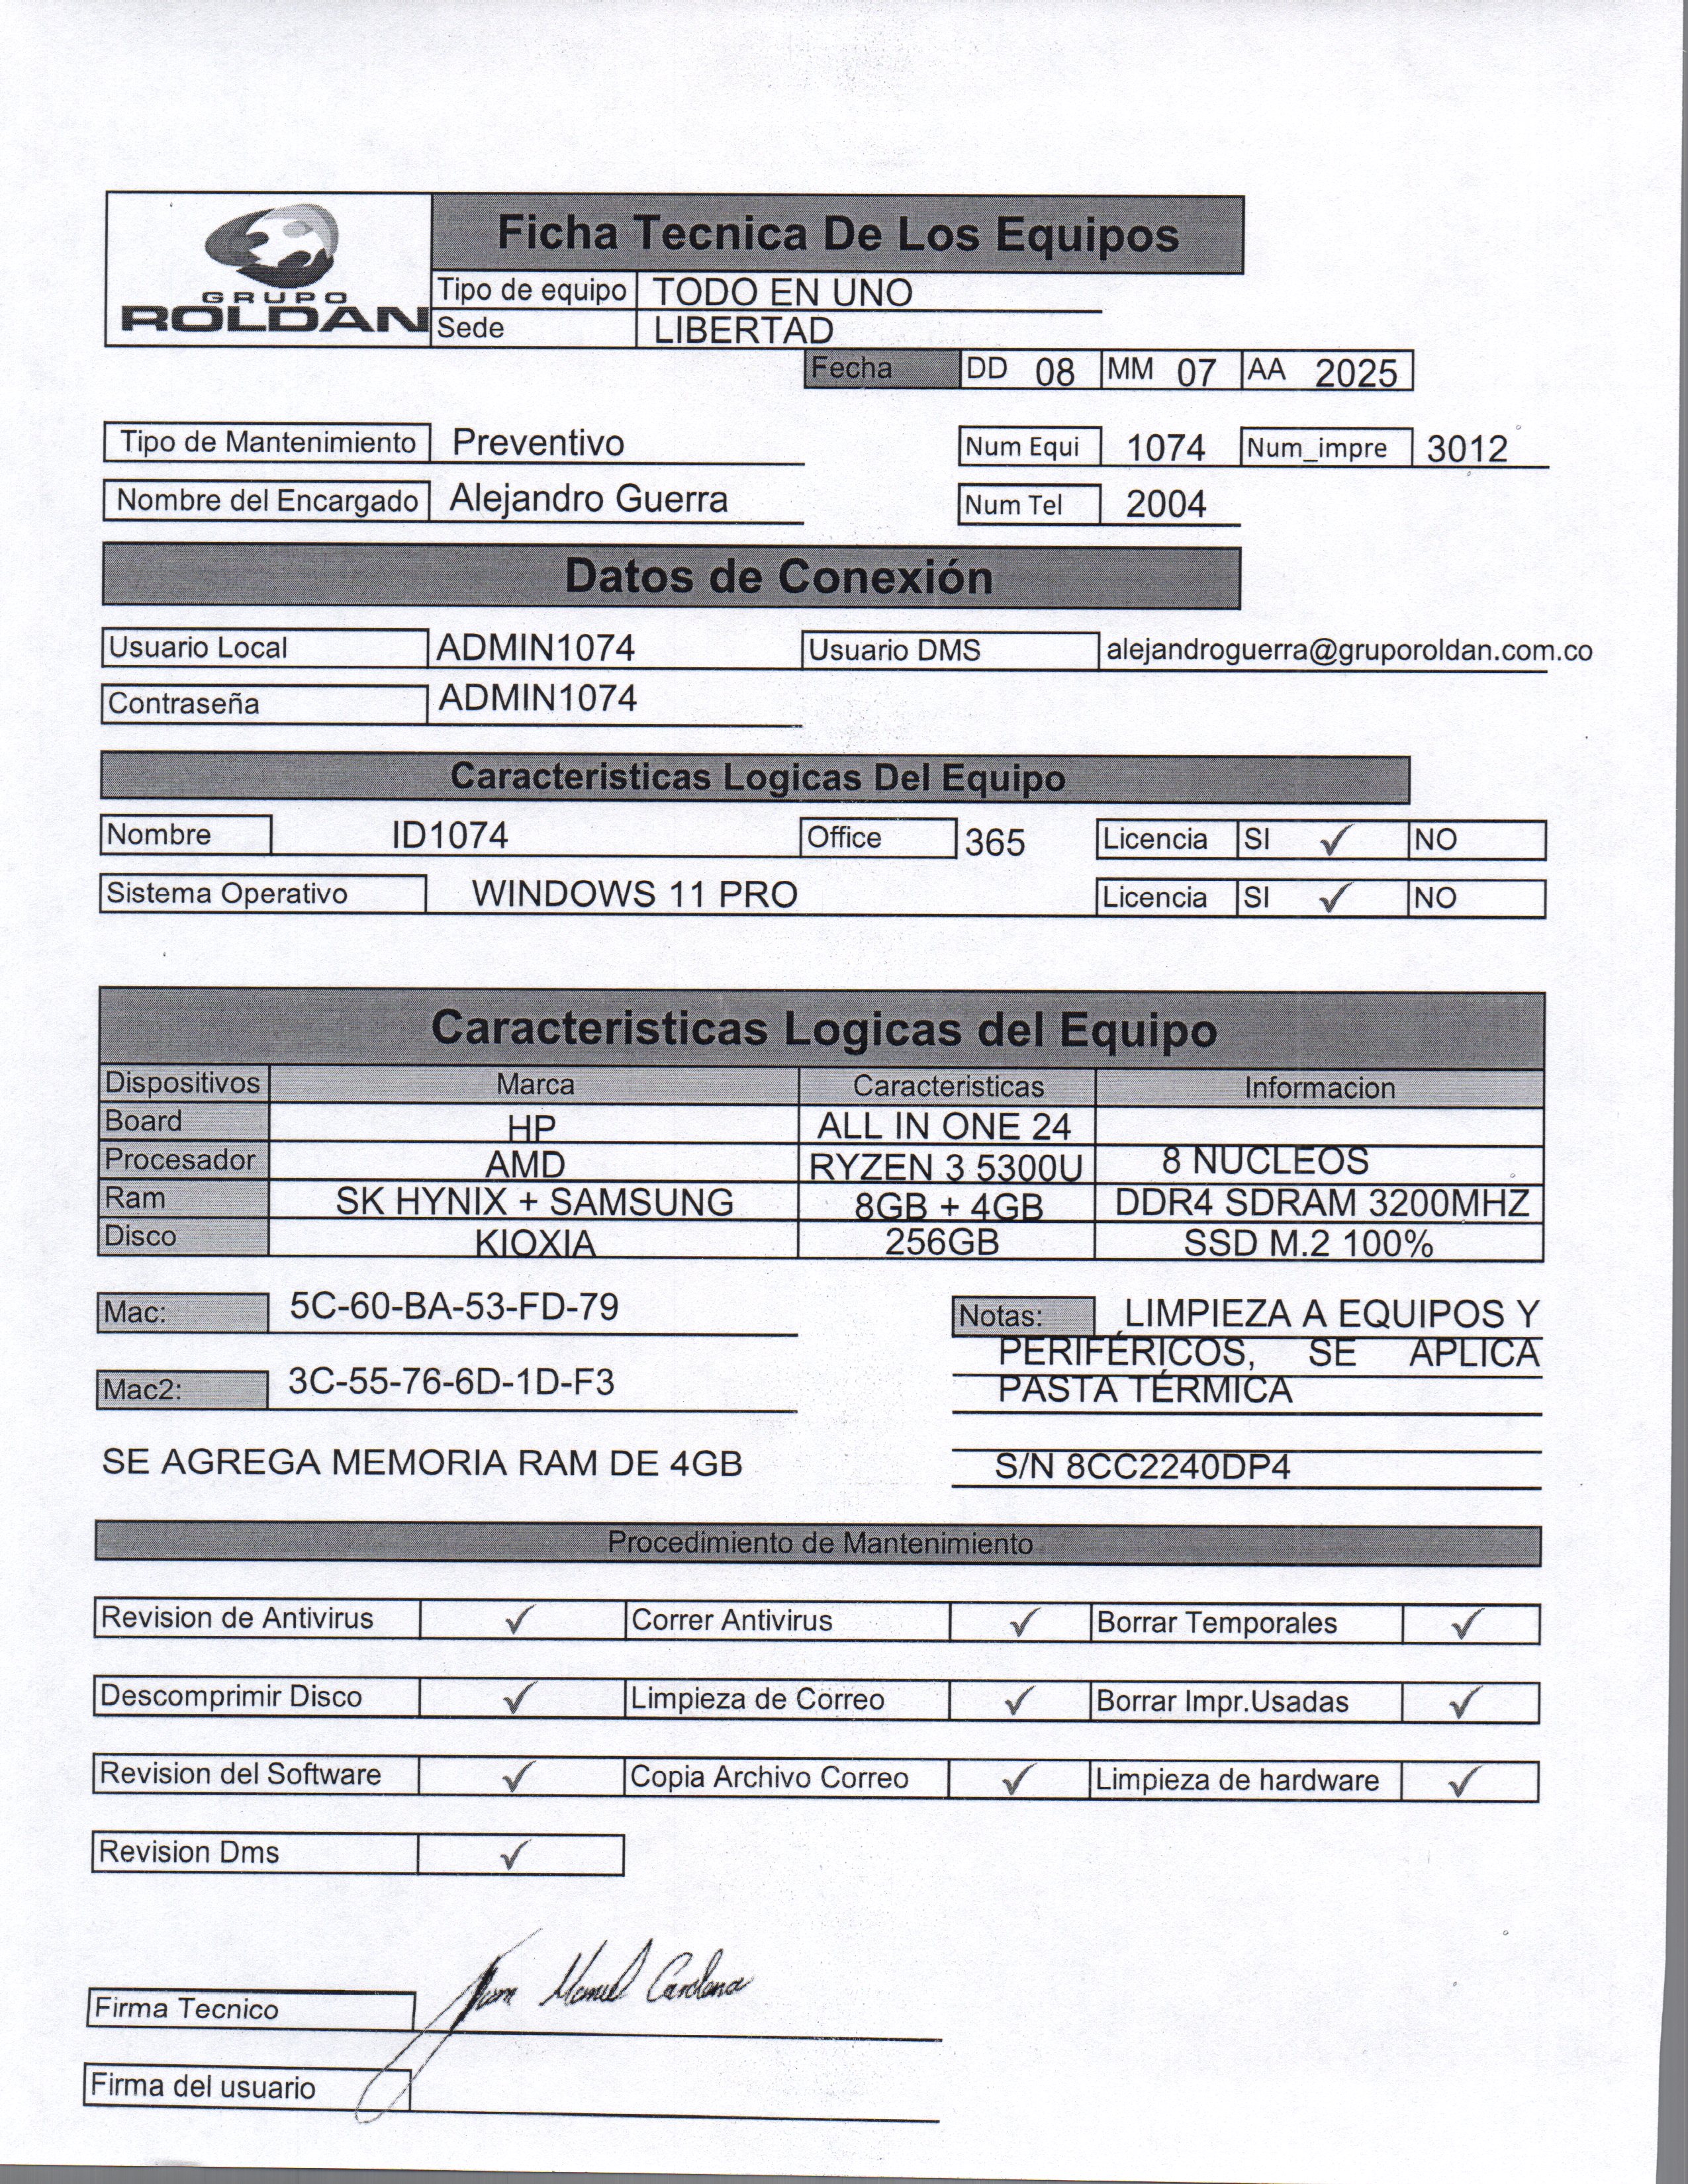 GRUPO
ROLDAN
Ficha Tecnica De Los Equipos
Tipo de equipo TODO EN UNO
Sede LIBERTAD
Fecha DD 08 MM 07 AA 2025
Tipo de Mantenimiento Preventivo Num Equi 1074 Num_impre 3012
Nombre del Encargado Alejandro Guerra Num Tel 2004
Datos de Conexión
Usuario Local ADMIN1074 Usuario DMS alejandroguerra@gruporoldan.com.co
Contraseña ADMIN1074
Caracteristicas Logicas Del Equipo
Nombre ID1074 Office 365 Licencia SI ✓ NO
Sistema Operativo WINDOWS 11 PRO Licencia SI ✓ NO
Caracteristicas Logicas del Equipo
Dispositivos Marca Caracteristicas Informacion
Board HP ALL IN ONE 24
Procesador AMD RYZEN 3 5300U 8 NUCLEOS
Ram SK HYNIX + SAMSUNG 8GB + 4GB DDR4 SDRAM 3200MHZ
Disco KIOXIA 256GB SSD M.2 100%
Mac: 5C-60-BA-53-FD-79 Notas: LIMPIEZA A EQUIPOS Y
PERIFÉRICOS, SE APLICA
Mac2: 3C-55-76-6D-1D-F3 PASTA TÉRMICA
SE AGREGA MEMORIA RAM DE 4GB S/N 8CC2240DP4
Procedimiento de Mantenimiento
Revision de Antivirus ✓ Correr Antivirus ✓ Borrar Temporales ✓
Descomprimir Disco ✓ Limpieza de Correo ✓ Borrar Impr.Usadas ✓
Revision del Software ✓ Copia Archivo Correo ✓ Limpieza de hardware ✓
Revision Dms ✓
Firma Tecnico Juan Manuel Cardona
Firma del usuario